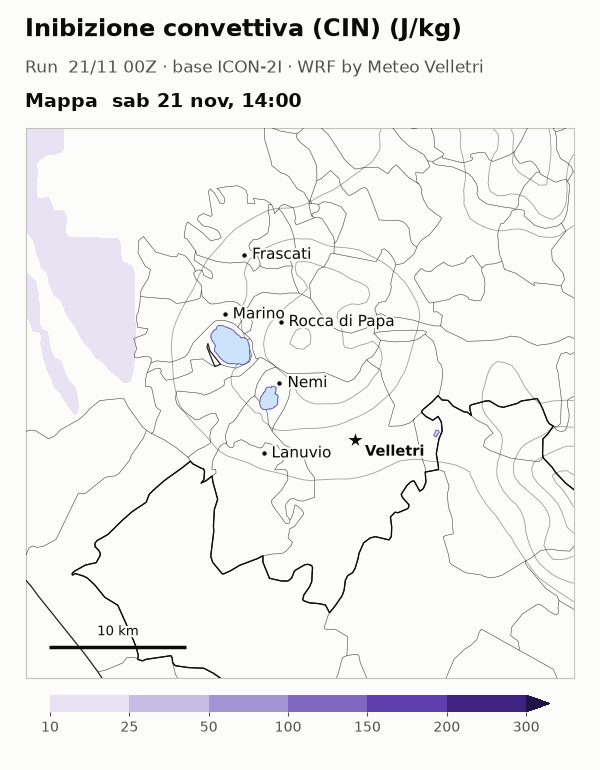 Inibizione convettiva (CIN) (J/kg)
Run  21/11 00Z · base ICON-2I · WRF by Meteo Velletri
Mappa  sab 21 nov, 14:00
Frascati
Marino
Rocca di Papa
Nemi
Velletri
Lanuvio
10 km
10 25 50 100 150 200 300